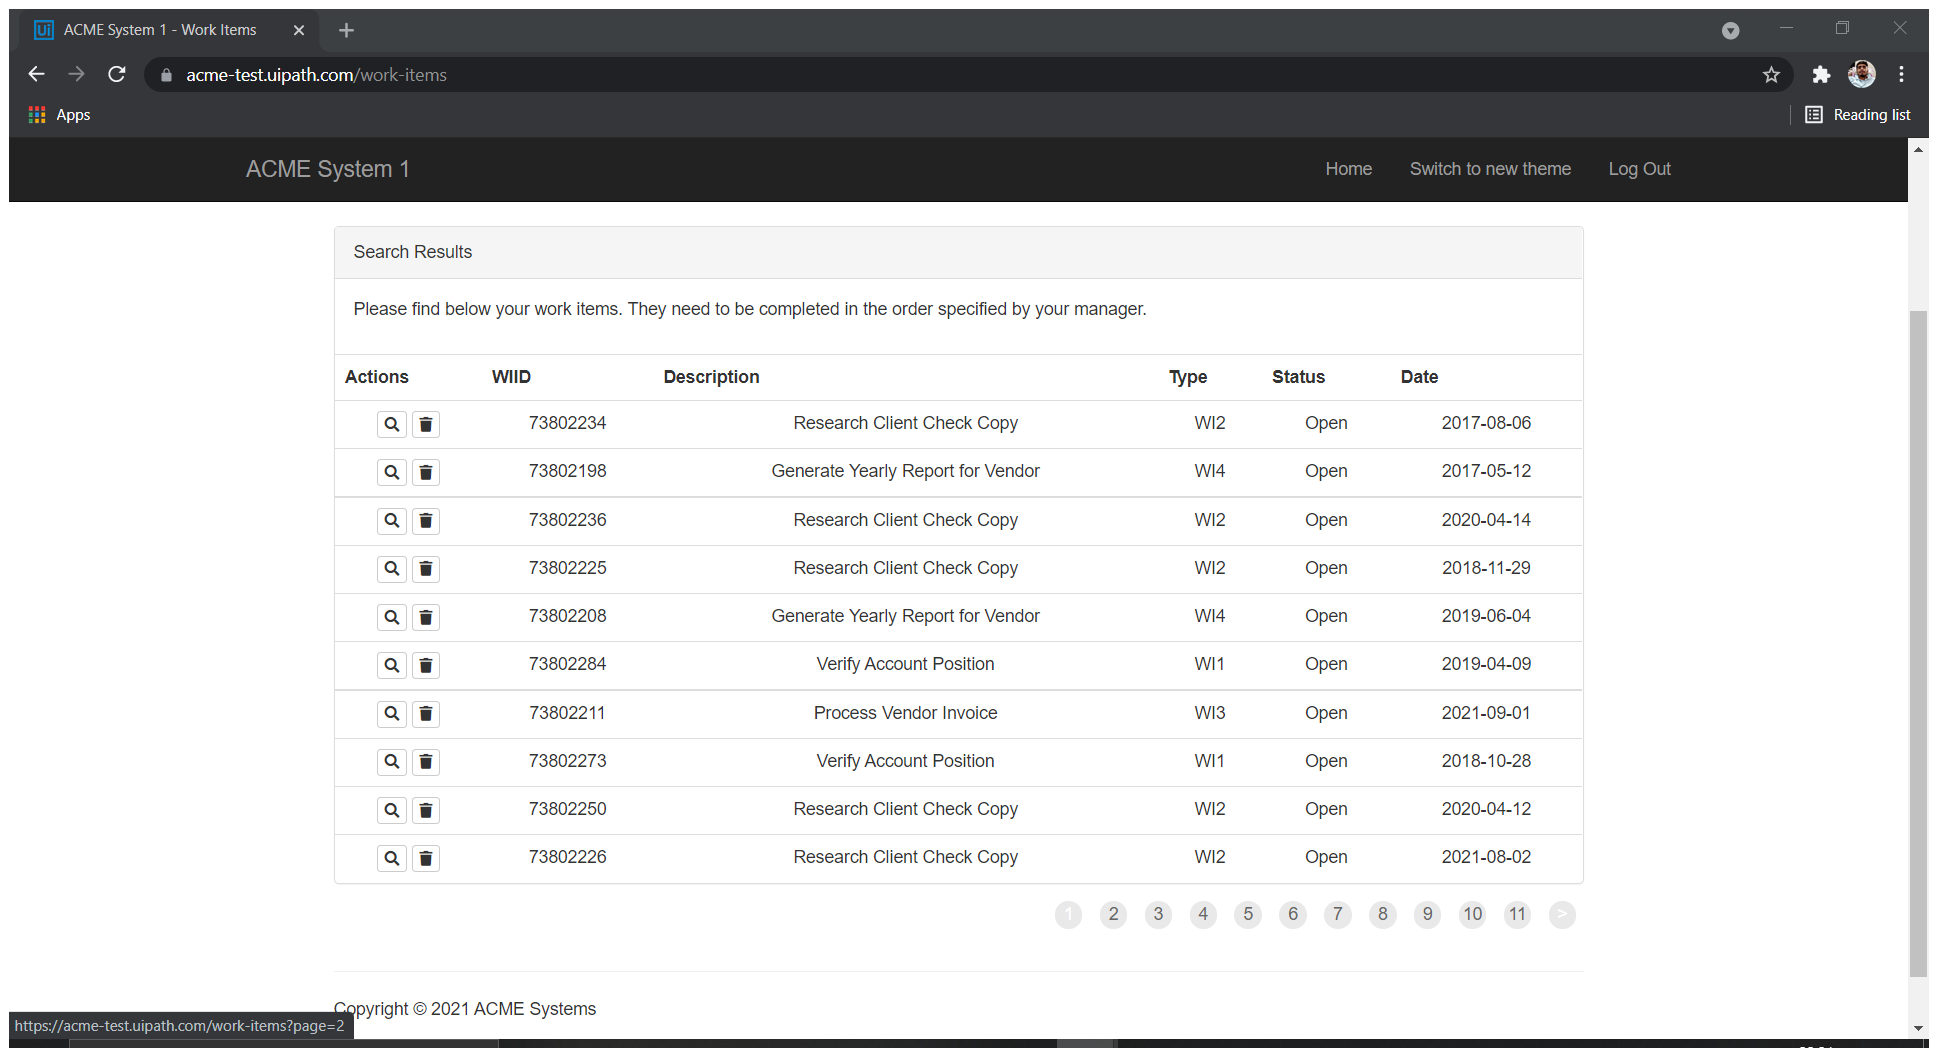 ACME System 1 - Work Items
acme-test.uipath.com/work-items
Apps
Reading list
ACME System 1
Home Switch to new theme Log Out
Search Results
Please find below your work items. They need to be completed in the order specified by your manager.
Actions WIID Description Type Status Date
73802234 Research Client Check Copy WI2 Open 2017-08-06
73802198 Generate Yearly Report for Vendor WI4 Open 2017-05-12
73802236 Research Client Check Copy WI2 Open 2020-04-14
73802225 Research Client Check Copy WI2 Open 2018-11-29
73802208 Generate Yearly Report for Vendor WI4 Open 2019-06-04
73802284 Verify Account Position WI1 Open 2019-04-09
73802211 Process Vendor Invoice WI3 Open 2021-09-01
73802273 Verify Account Position WI1 Open 2018-10-28
73802250 Research Client Check Copy WI2 Open 2020-04-12
73802226 Research Client Check Copy WI2 Open 2021-08-02
1 2 3 4 5 6 7 8 9 10 11 >
Copyright © 2021 ACME Systems
https://acme-test.uipath.com/work-items?page=2